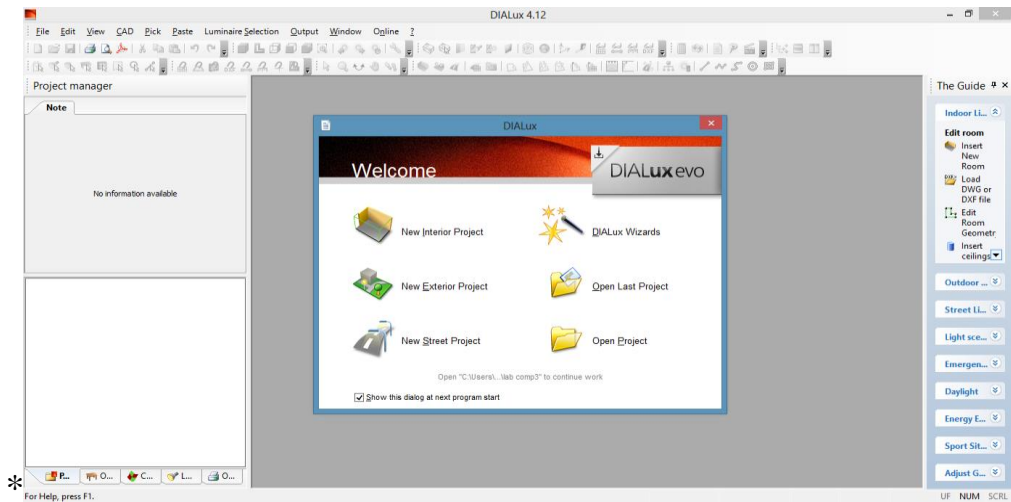 DIALux 4.12
File Edit View CAD Pick Paste Luminaire Selection Output Window Online ?
Project manager
Note
No information available
DIALux
Welcome
DIALux evo
New Interior Project
DIALux Wizards
New Exterior Project
Open Last Project
New Street Project
Open Project
Open "C:\Users\...\lab comp3" to continue work
Show this dialog at next program start
The Guide
Indoor Li...
Edit room
Insert
New
Room
Load
DWG or
DXF file
Edit
Room
Geometr
Insert
ceilings
Outdoor ...
Street Li...
Light sce...
Emergen...
Daylight
Energy E...
Sport Sit...
Adjust G...
P... O... C... L... O...
*
For Help, press F1.
UF NUM SCRL